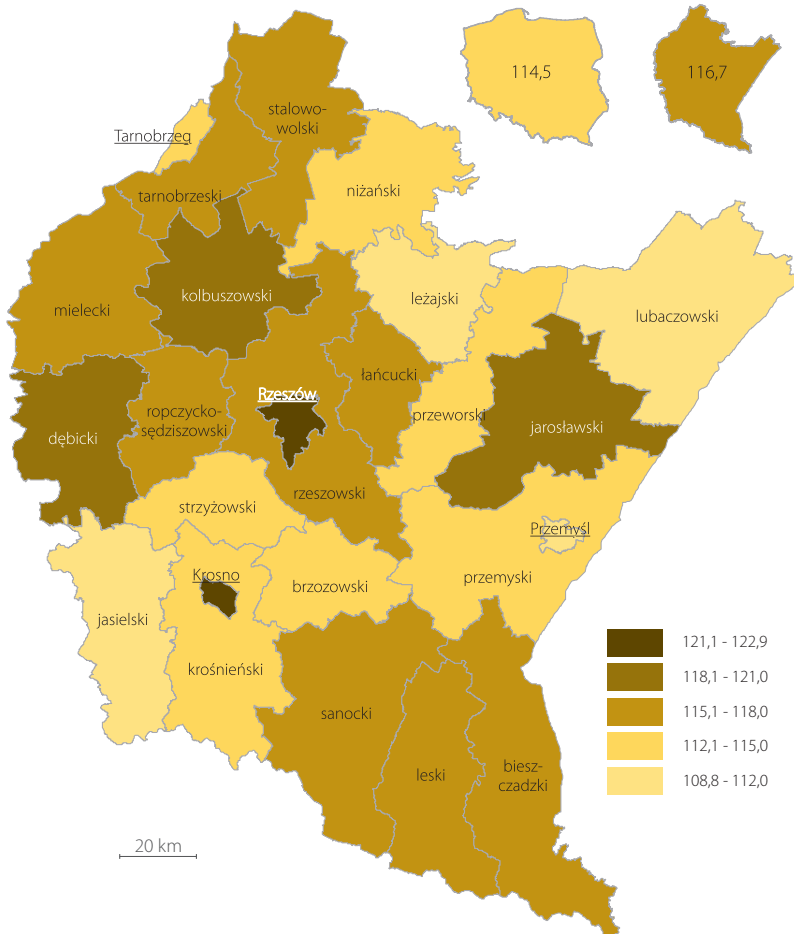 114,5
116,7
stalowo-
wolski
Tarnobrzeg
niżański
tarnobrzeski
kolbuszowski
leżajski
mielecki
lubaczowski
łańcucki
Rzeszów
ropczycko-
sędziszowski
przeworski
jarosławski
dębicki
rzeszowski
strzyżowski
Przemyśl
Krosno
brzozowski
przemyski
jasielski
krośnieński
sanocki
leski
biesz-
czadzki
121,1 - 122,9
118,1 - 121,0
115,1 - 118,0
112,1 - 115,0
108,8 - 112,0
20 km